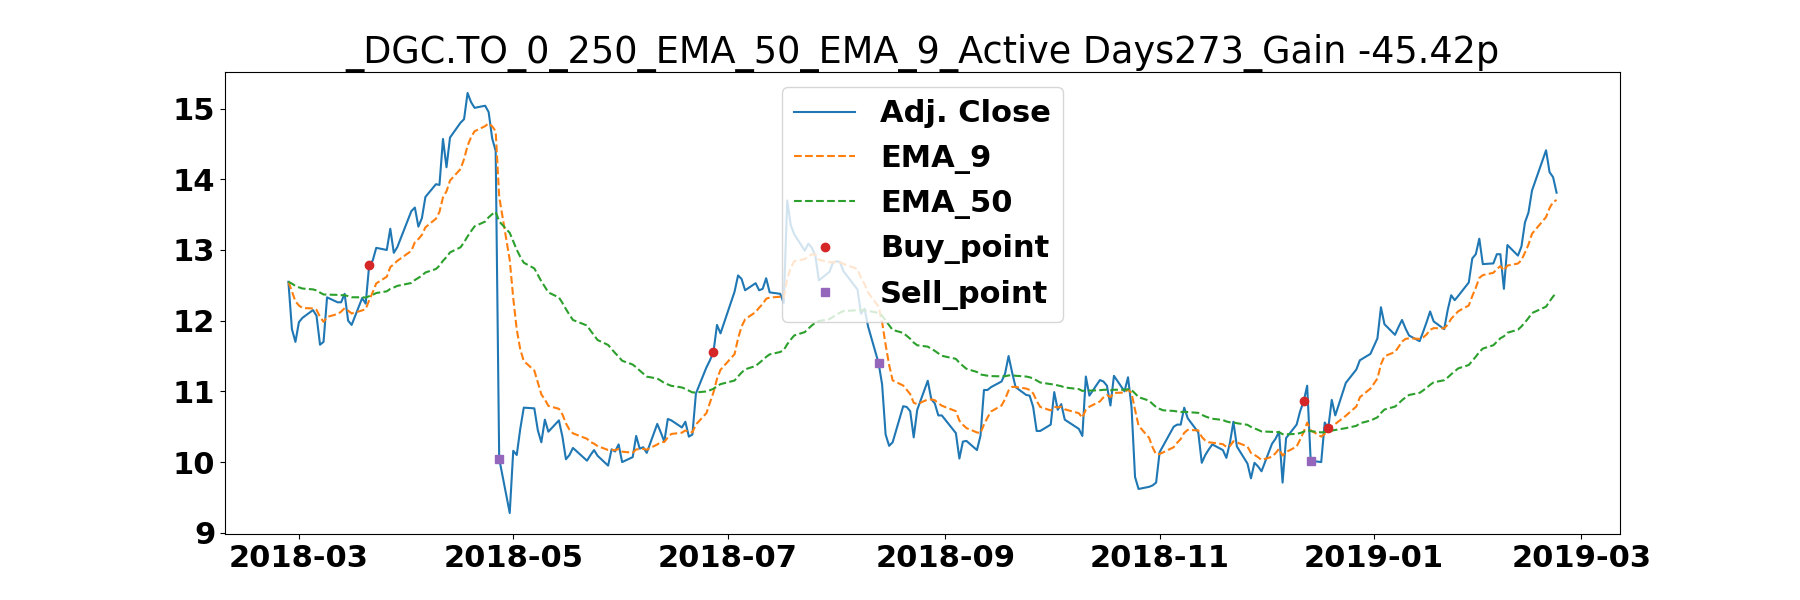 _DGC.TO_0_250_EMA_50_EMA_9_Active Days273_Gain -45.42p
15
14
13
12
11
10
9
Adj. Close
EMA_9
EMA_50
Buy_point
Sell_point
2018-03 2018-05 2018-07 2018-09 2018-11 2019-01 2019-03